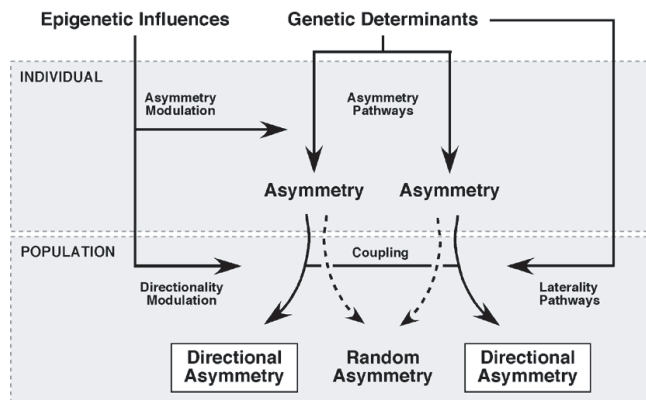 Epigenetic Influences
Genetic Determinants
INDIVIDUAL
Asymmetry
Modulation
Asymmetry
Pathways
Asymmetry
Asymmetry
POPULATION
Coupling
Directionality
Modulation
Laterality
Pathways
Directional
Asymmetry
Random
Asymmetry
Directional
Asymmetry